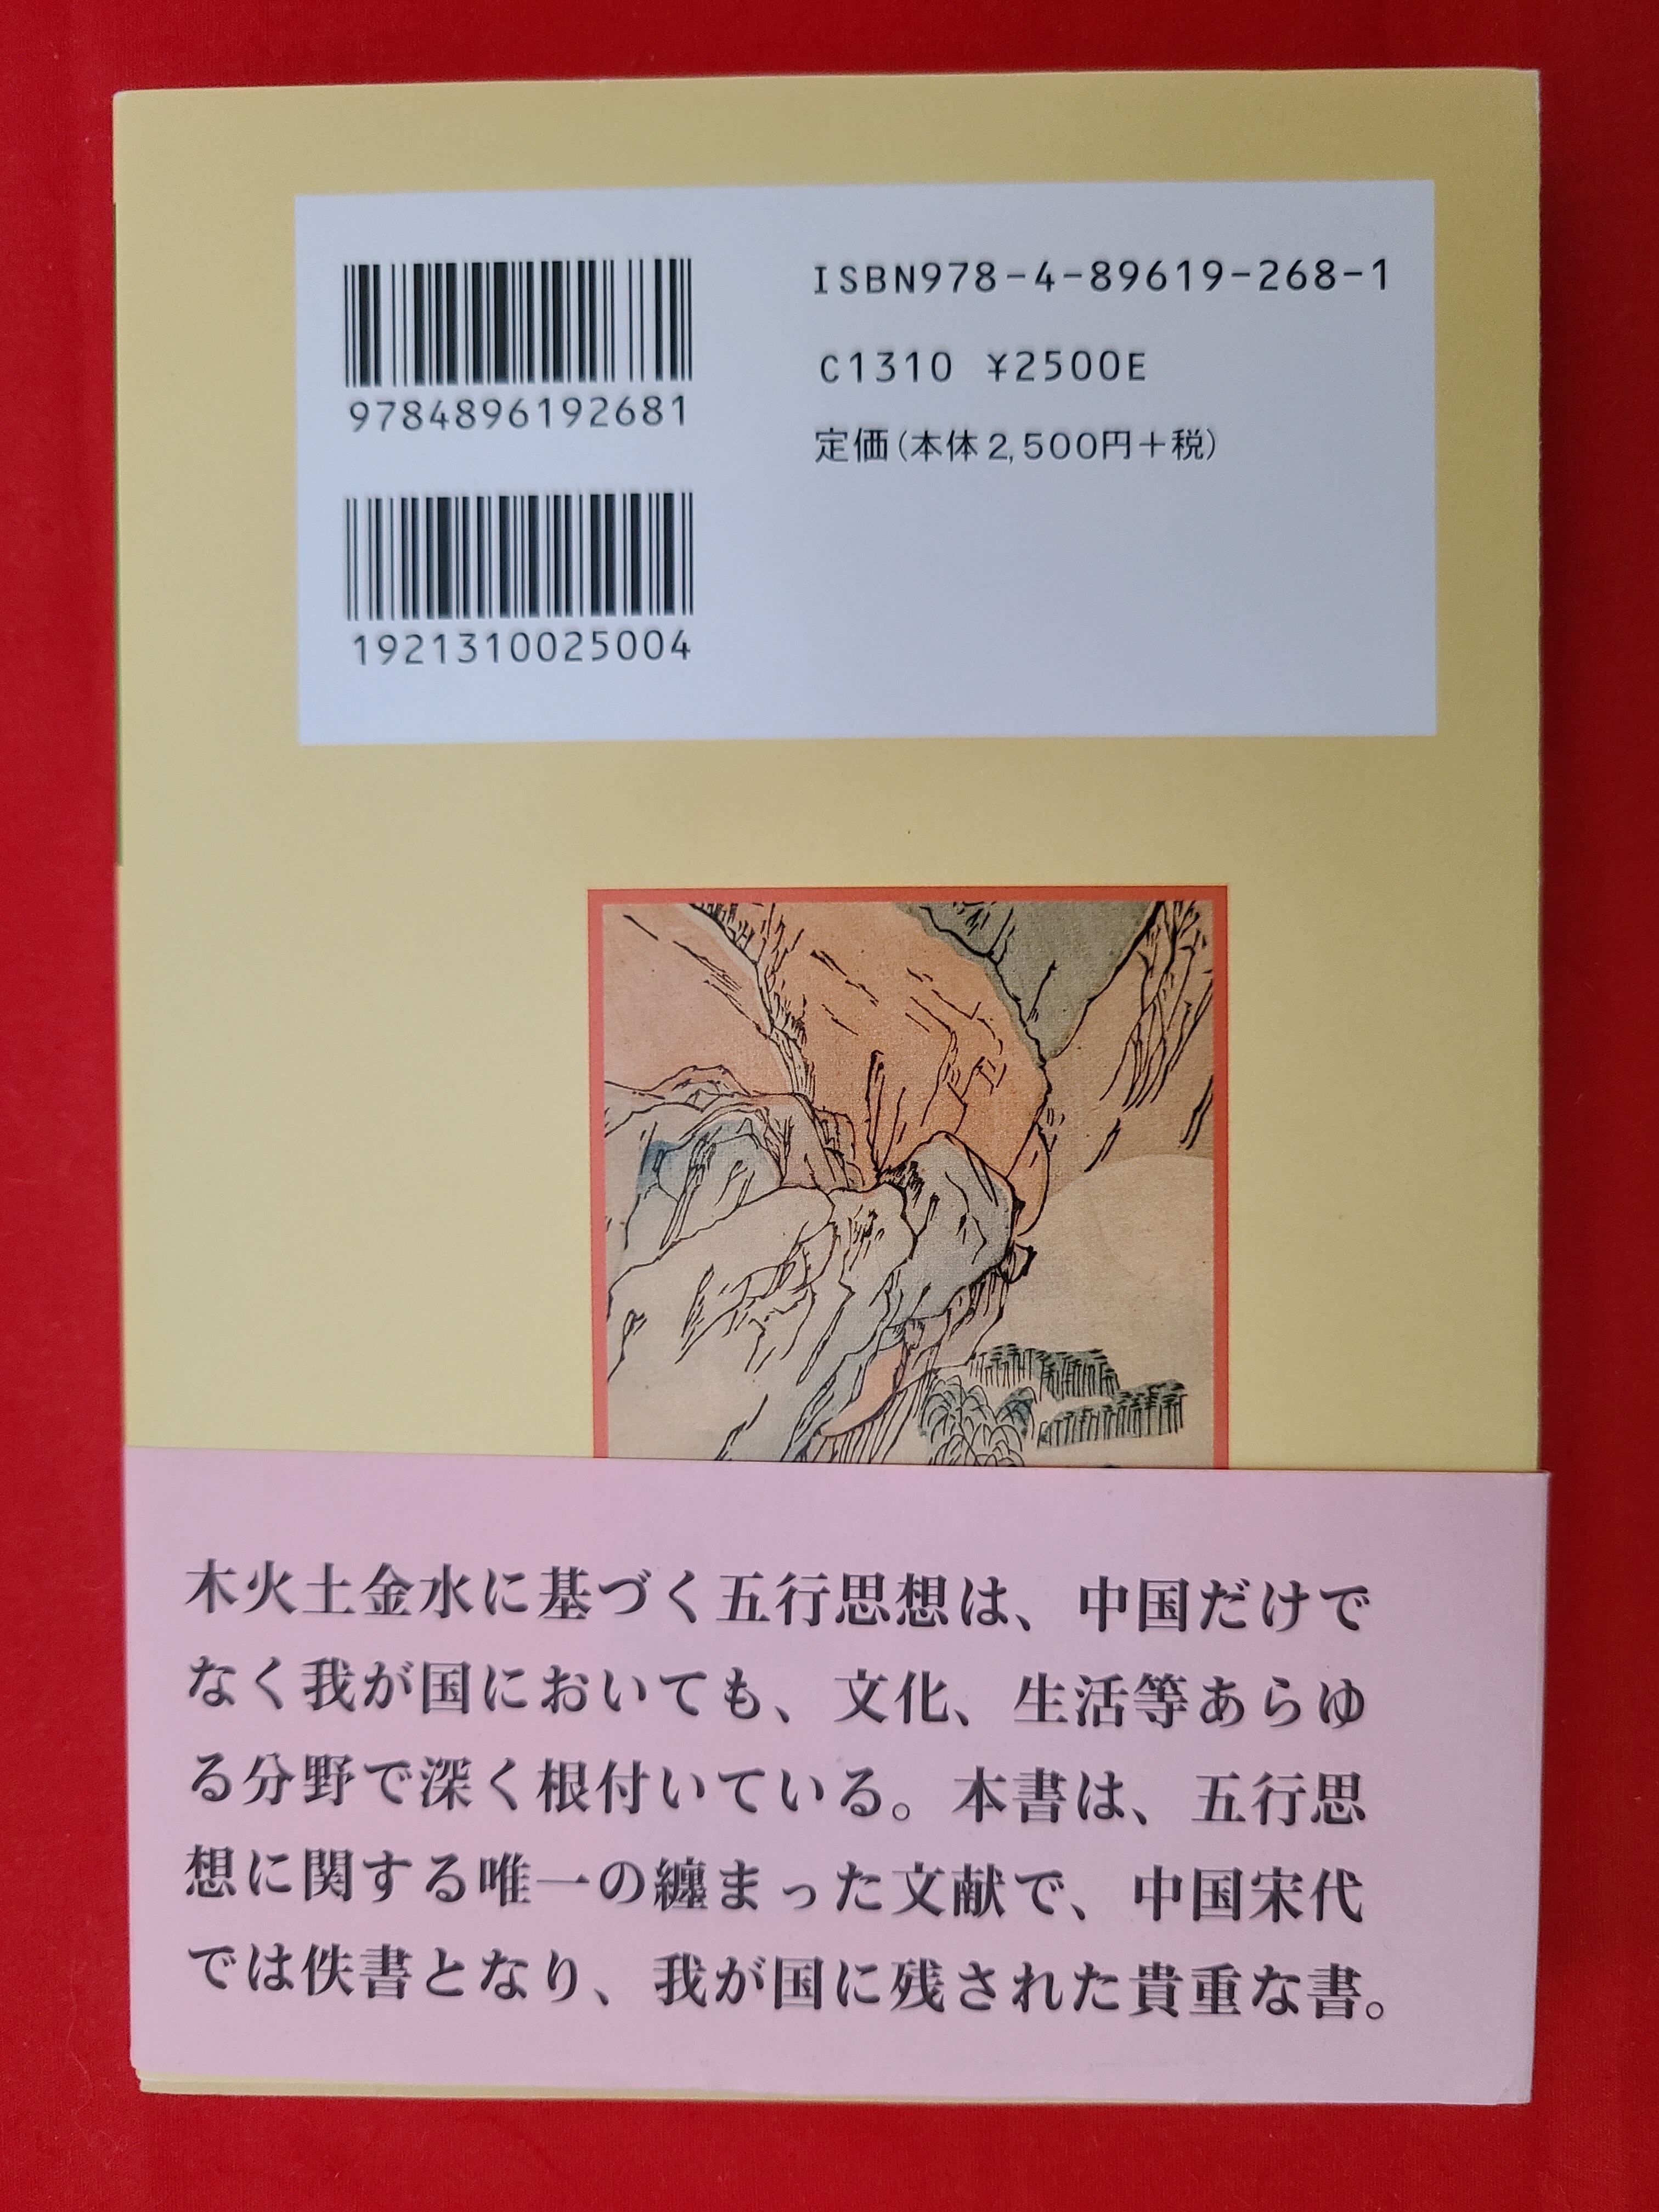 ISBN978-4-89619-268-1
C1310 ¥2500E
定価(本体2,500円+税)
9784896192681
1921310025004
木火土金水に基づく五行思想は、中国だけで
なく我が国においても、文化、生活等あらゆ
る分野で深く根付いている。本書は、五行思
想に関する唯一の纏まった文献で、中国宋代
では佚書となり、我が国に残された貴重な書。